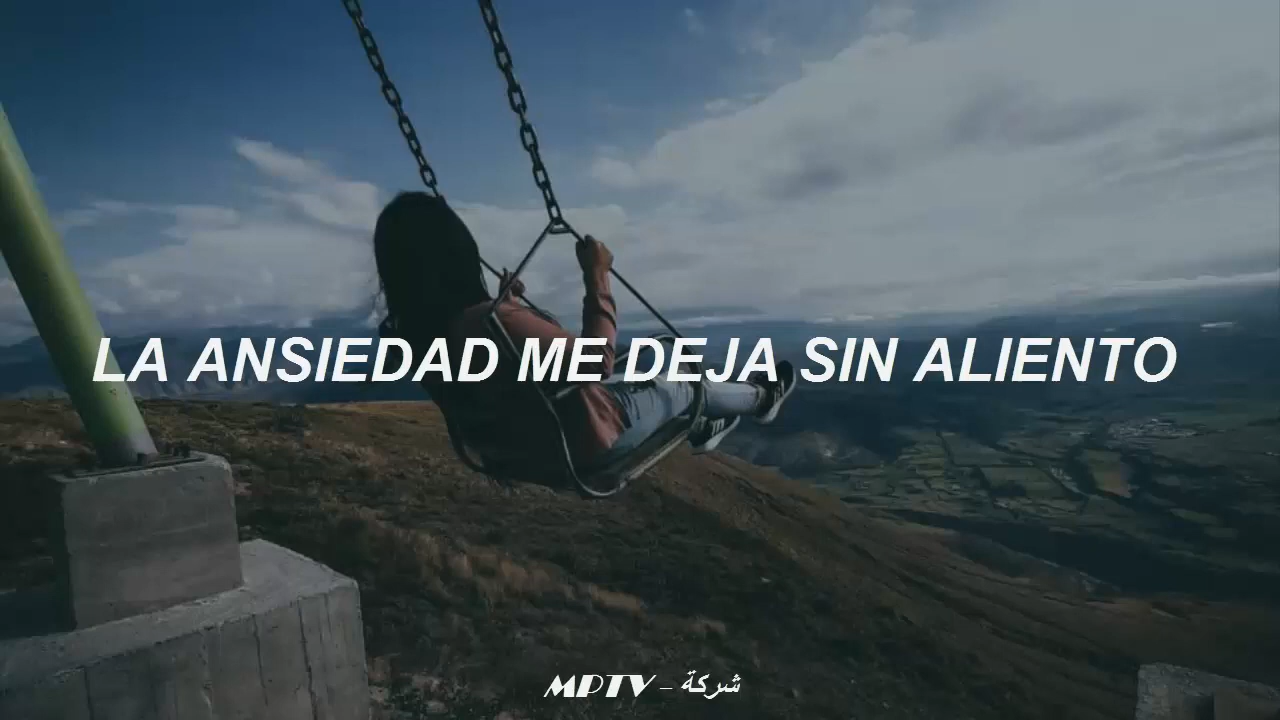 LA ANSIEDAD ME DEJA SIN ALIENTO
MPTV – شركة